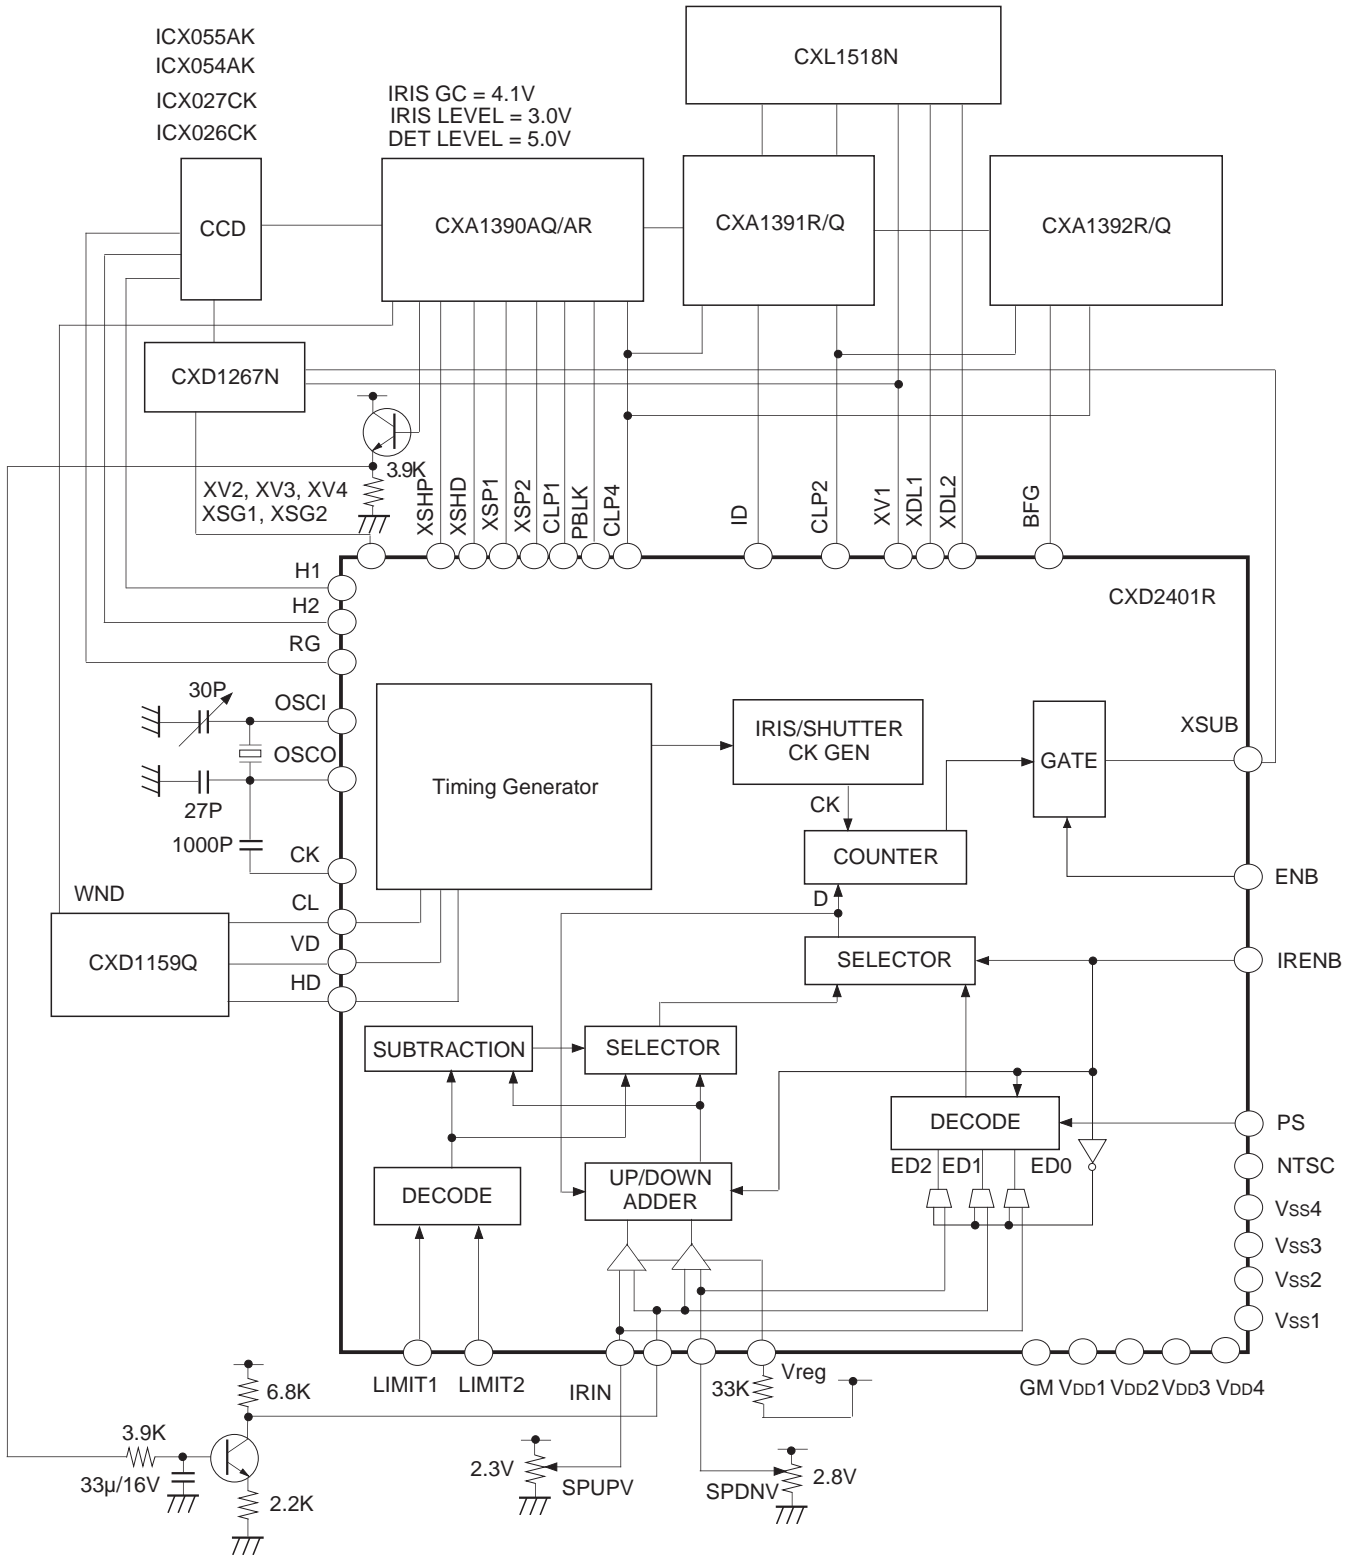 ICX055AK
ICX054AK
ICX027CK
ICX026CK
IRIS GC = 4.1V
IRIS LEVEL = 3.0V
DET LEVEL = 5.0V
CXL1518N
CCD
CXA1390AQ/AR
CXA1391R/Q
CXA1392R/Q
CXD1267N
3.9K
XV2, XV3, XV4
XSG1, XSG2
XSHP
XSHD
XSP1
XSP2
CLP1
PBLK
CLP4
ID
CLP2
XV1
XDL1
XDL2
BFG
CXD2401R
H1
H2
RG
30P
OSCI
OSCO
27P
1000P
CK
WND
CL
VD
HD
CXD1159Q
Timing Generator
IRIS/SHUTTER
CK GEN
CK
COUNTER
D
GATE
XSUB
ENB
SELECTOR
IRENB
SUBTRACTION
SELECTOR
DECODE
PS
ED2
ED1
ED0
NTSC
DECODE
UP/DOWN
ADDER
Vss4
Vss3
Vss2
Vss1
LIMIT1
LIMIT2
IRIN
33K
Vreg
GM
VDD1
VDD2
VDD3
VDD4
6.8K
3.9K
33μ/16V
2.2K
2.3V
SPUPV
SPDNV
2.8V